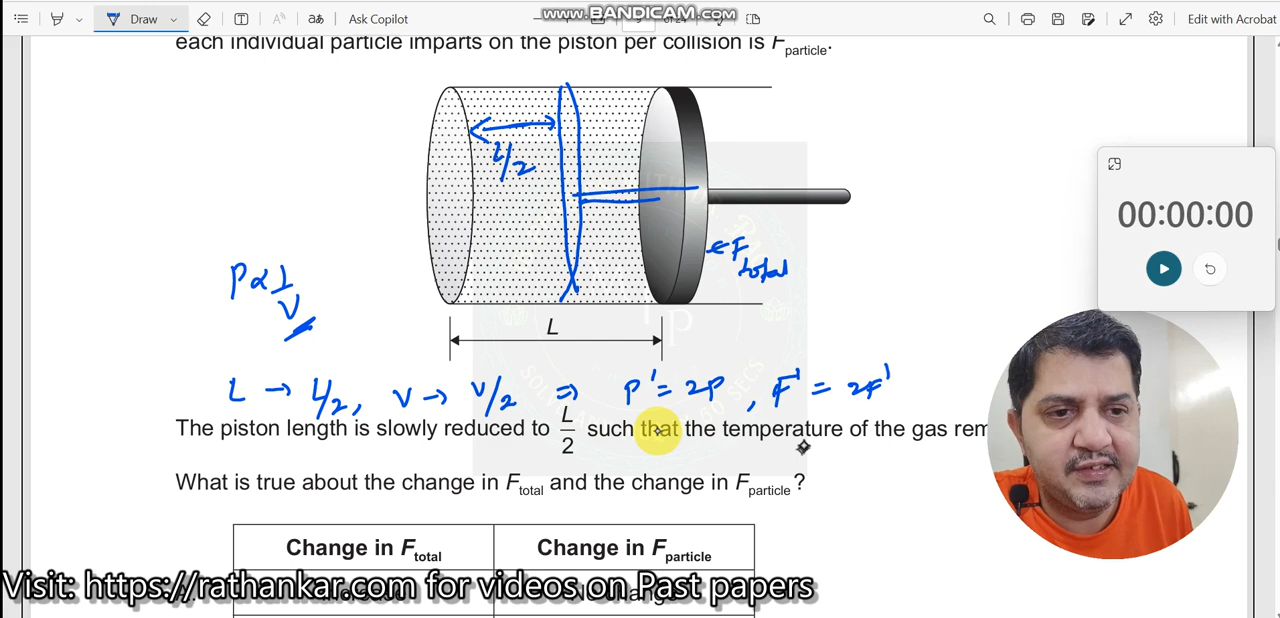 Draw
Ask Copilot
www.BANDICAM.com
Edit with Acrobat
each individual particle imparts on the piston per collision is Fparticle.
L/2
← F total
P ∝ 1/V
L
00:00:00
L → L/2, V → V/2 ⇒ P' = 2P, F' = 2F'
The piston length is slowly reduced to L/2 such that the temperature of the gas rem
What is true about the change in Ftotal and the change in Fparticle?
Change in Ftotal Change in Fparticle
Visit: https://rathankar.com for videos on Past papers